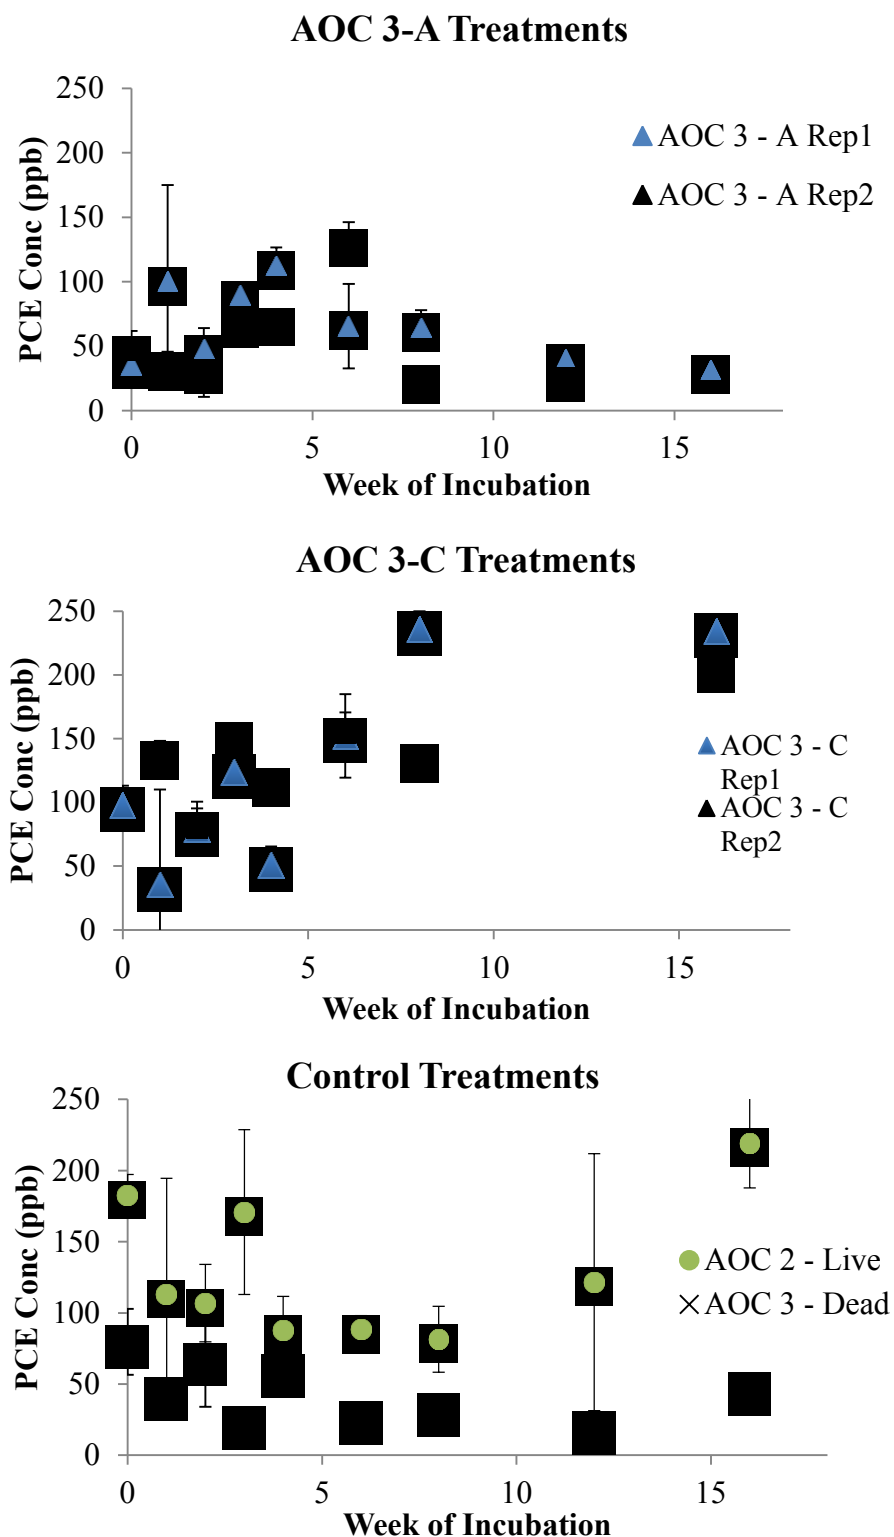 AOC 3-A Treatments
PCE Conc (ppb)
250
200
150
100
50
0
0 5 10 15
Week of Incubation
AOC 3 - A Rep1
AOC 3 - A Rep2
AOC 3-C Treatments
PCE Conc (ppb)
250
200
150
100
50
0
0 5 10 15
Week of Incubation
AOC 3 - C
Rep1
AOC 3 - C
Rep2
Control Treatments
PCE Conc (ppb)
250
200
150
100
50
0
0 5 10 15
Week of Incubation
AOC 2 - Live
AOC 3 - Dead